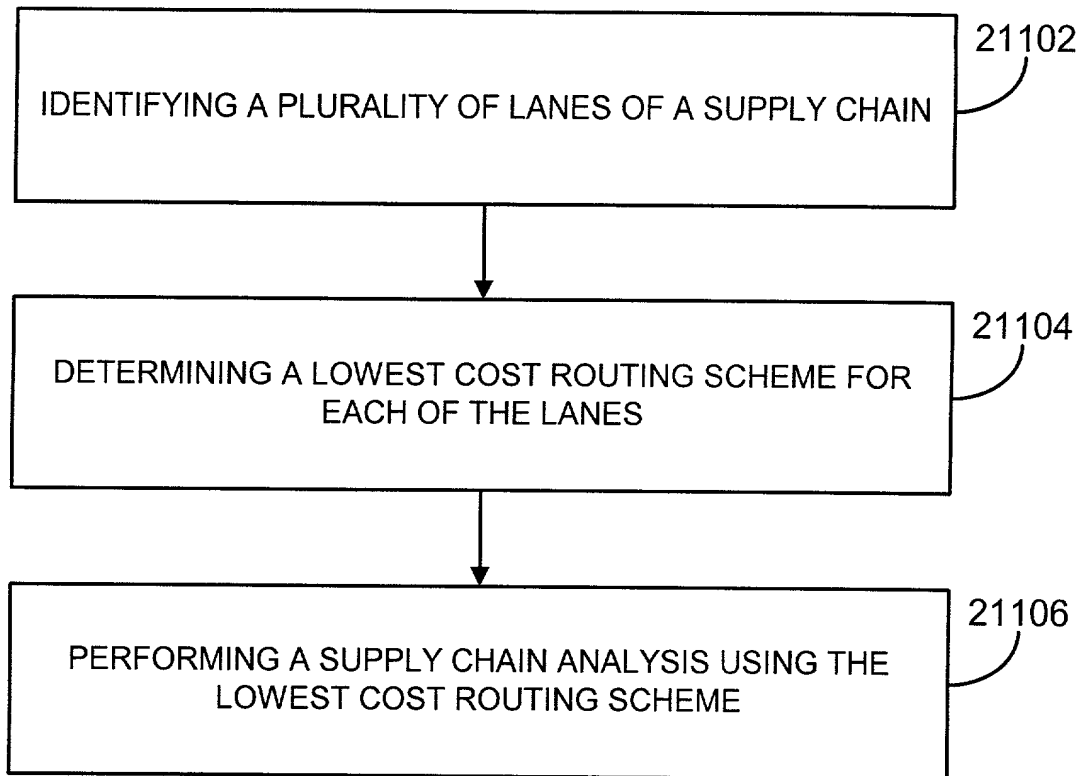 21102
IDENTIFYING A PLURALITY OF LANES OF A SUPPLY CHAIN
21104
DETERMINING A LOWEST COST ROUTING SCHEME FOR
EACH OF THE LANES
21106
PERFORMING A SUPPLY CHAIN ANALYSIS USING THE
LOWEST COST ROUTING SCHEME